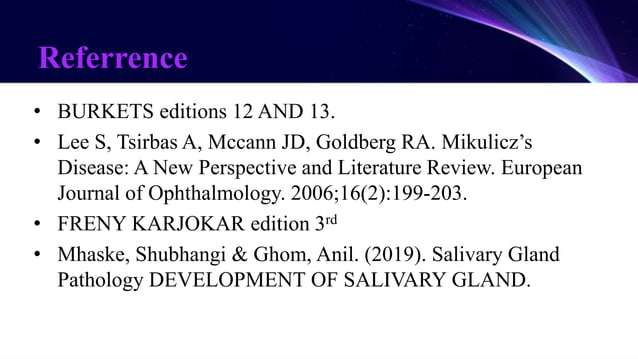 Referrence
• BURKETS editions 12 AND 13.
• Lee S, Tsirbas A, Mccann JD, Goldberg RA. Mikulicz’s
Disease: A New Perspective and Literature Review. European
Journal of Ophthalmology. 2006;16(2):199-203.
• FRENY KARJOKAR edition 3rd
• Mhaske, Shubhangi & Ghom, Anil. (2019). Salivary Gland
Pathology DEVELOPMENT OF SALIVARY GLAND.